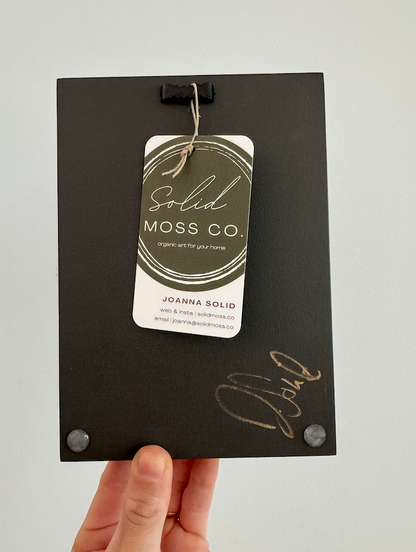 Solid
MOSS CO.
organic art for your home
JOANNA SOLID
web & insta | solidmoss.co
email | joanna@solidmoss.co